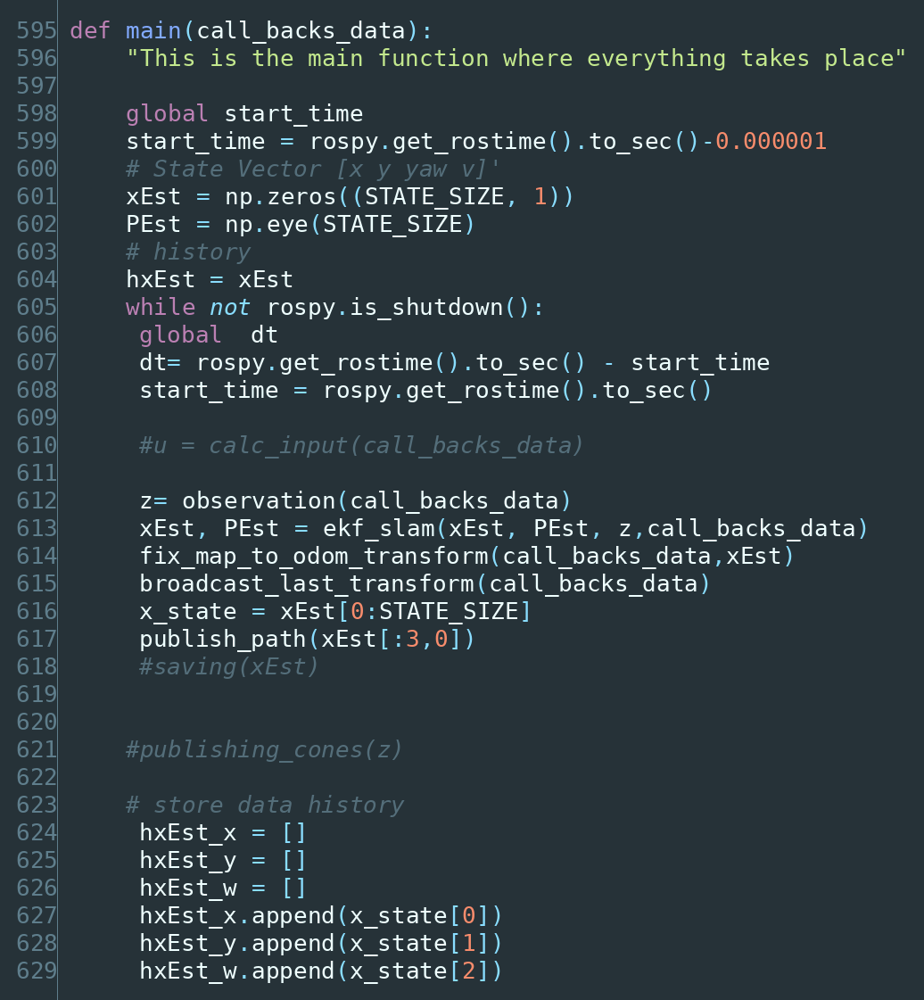 595 def main(call_backs_data):
596     "This is the main function where everything takes place"
597
598     global start_time
599     start_time = rospy.get_rostime().to_sec()-0.000001
600     # State Vector [x y yaw v]'
601     xEst = np.zeros((STATE_SIZE, 1))
602     PEst = np.eye(STATE_SIZE)
603     # history
604     hxEst = xEst
605     while not rospy.is_shutdown():
606      global  dt
607      dt= rospy.get_rostime().to_sec() - start_time
608      start_time = rospy.get_rostime().to_sec()
609
610      #u = calc_input(call_backs_data)
611
612      z= observation(call_backs_data)
613      xEst, PEst = ekf_slam(xEst, PEst, z,call_backs_data)
614      fix_map_to_odom_transform(call_backs_data,xEst)
615      broadcast_last_transform(call_backs_data)
616      x_state = xEst[0:STATE_SIZE]
617      publish_path(xEst[:3,0])
618      #saving(xEst)
619
620
621     #publishing_cones(z)
622
623     # store data history
624      hxEst_x = []
625      hxEst_y = []
626      hxEst_w = []
627      hxEst_x.append(x_state[0])
628      hxEst_y.append(x_state[1])
629      hxEst_w.append(x_state[2])